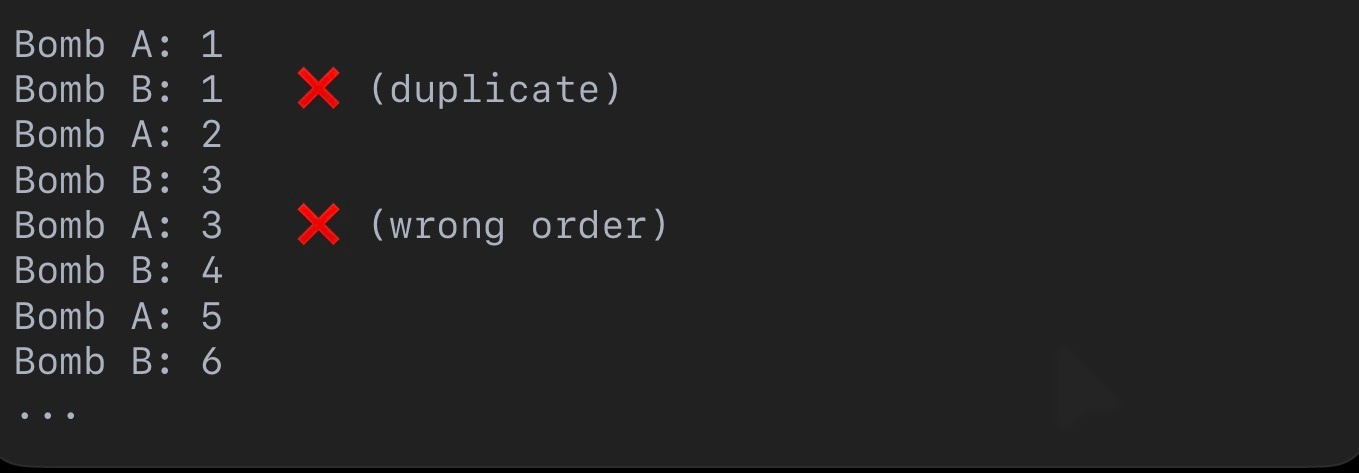 Bomb A: 1
Bomb B: 1 ❌ (duplicate)
Bomb A: 2
Bomb B: 3
Bomb A: 3 ❌ (wrong order)
Bomb B: 4
Bomb A: 5
Bomb B: 6
...